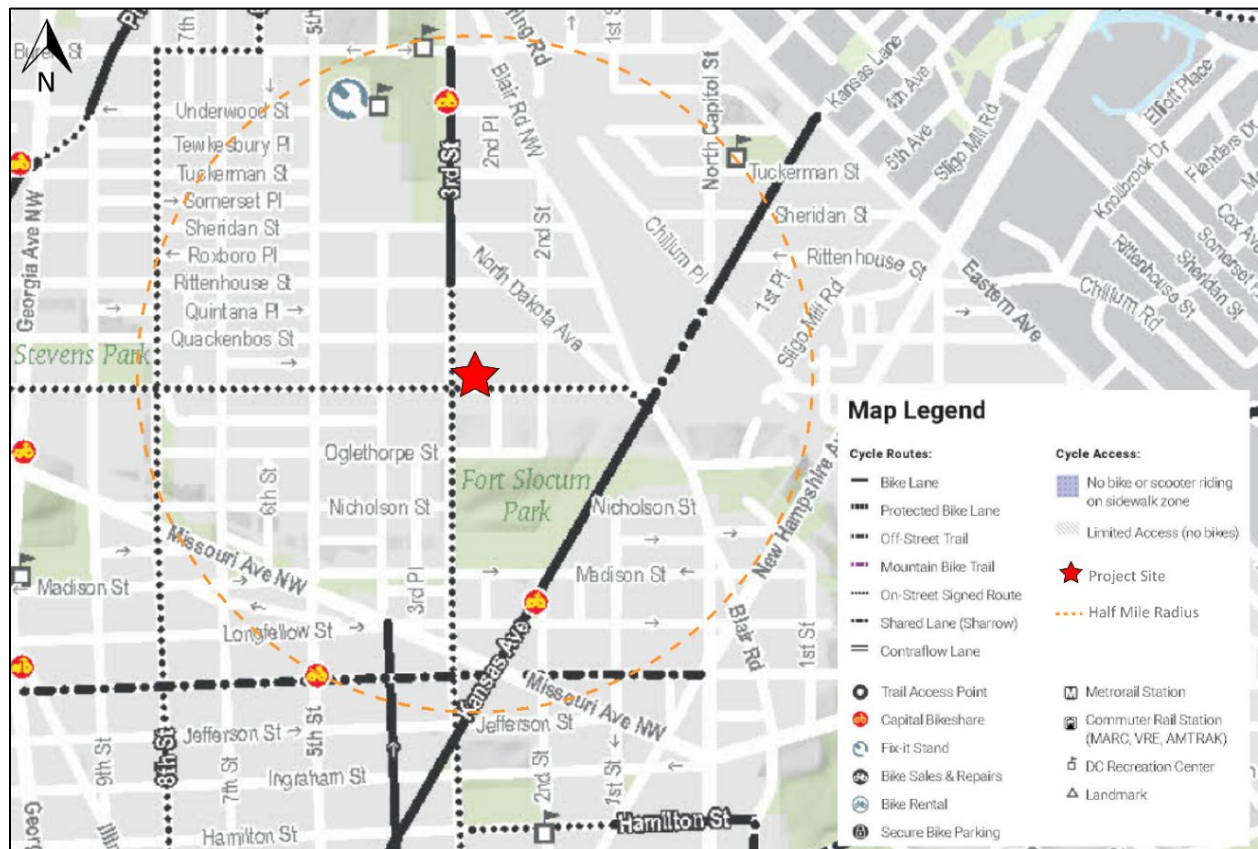 N
Buren St
7th Pl
5th St
1st St
Underwood St
Tewkesbury Pl
Tuckerman St
Somerset Pl
Sheridan St
Roxboro Pl
Rittenhouse St
Quintana Pl
Quackenbos St
Georgia Ave NW
Stevens Park
3rd St
2nd Pl
2nd St
Blair Rd NW
North Capitol St
Kansas Lane
4th Ave
5th Ave
Sligo Mill Rd
Elliott Place
Flanders Dr
Knollbrook Dr
Tuckerman St
Sheridan St
Rittenhouse St
Chillum Pl
North Dakota Ave
1st Pl
Sligo Mill Rd
Eastern Ave
Chillum Rd
Rittenhouse St
Sheridan St
Somerset
Cox Ave
Oglethorpe St
Nicholson St
6th St
Fort Slocum
Park
Nicholson St
Missouri Ave NW
Madison St
3rd Pl
Longfellow St
Madison St
New Hampshire Av
Blair Rd
1st St
Kansas Ave
Missouri Ave NW
Jefferson St
Jefferson St
Ingraham St
Hamilton St
9th St
8th St
7th St
5th St
2nd St
1st St
Hamilton St
Georg
Map Legend
Cycle Routes:
Bike Lane
Protected Bike Lane
Off-Street Trail
Mountain Bike Trail
On-Street Signed Route
Shared Lane (Sharrow)
Contraflow Lane
Trail Access Point
Capital Bikeshare
Fix-it Stand
Bike Sales & Repairs
Bike Rental
Secure Bike Parking
Cycle Access:
No bike or scooter riding
on sidewalk zone
Limited Access (no bikes)
Project Site
Half Mile Radius
M Metrorail Station
Commuter Rail Station
(MARC, VRE, AMTRAK)
DC Recreation Center
Landmark